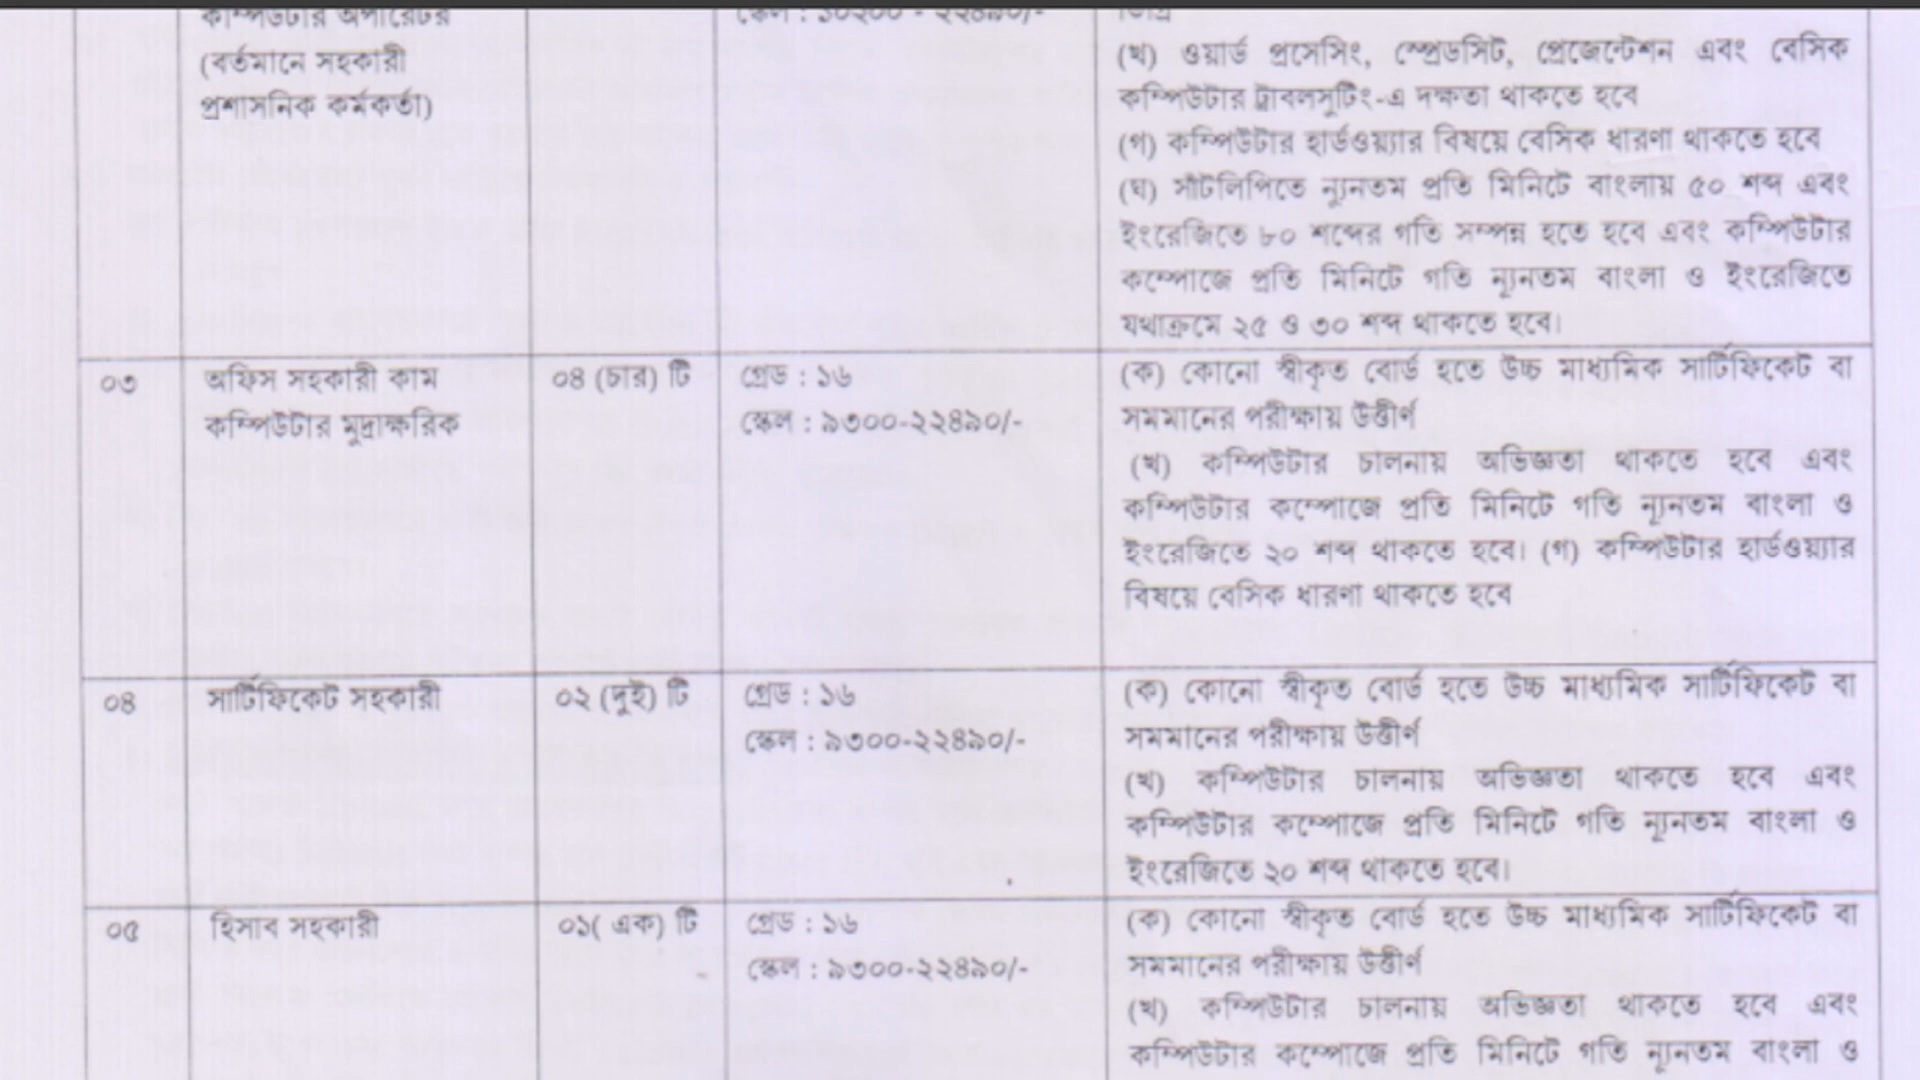 কম্পিউটার অপারেটর
(বর্তমানে সহকারী
প্রশাসনিক কর্মকর্তা)
স্কেল : ১০২০০ - ২২৪৯০/-
(খ) ওয়ার্ড প্রসেসিং, স্প্রেডসিট, প্রেজেন্টেশন এবং বেসিক
কম্পিউটার ট্রাবলসুটিং-এ দক্ষতা থাকতে হবে
(গ) কম্পিউটার হার্ডওয়্যার বিষয়ে বেসিক ধারণা থাকতে হবে
(ঘ) সাঁটলিপিতে ন্যূনতম প্রতি মিনিটে বাংলায় ৫০ শব্দ এবং
ইংরেজিতে ৮০ শব্দের গতি সম্পন্ন হতে হবে এবং কম্পিউটার
কম্পোজে প্রতি মিনিটে গতি ন্যূনতম বাংলা ও ইংরেজিতে
যথাক্রমে ২৫ ও ৩০ শব্দ থাকতে হবে।
০৩
অফিস সহকারী কাম
কম্পিউটার মুদ্রাক্ষরিক
০৪ (চার) টি
গ্রেড : ১৬
স্কেল : ৯৩০০-২২৪৯০/-
(ক) কোনো স্বীকৃত বোর্ড হতে উচ্চ মাধ্যমিক সার্টিফিকেট বা
সমমানের পরীক্ষায় উত্তীর্ণ
(খ) কম্পিউটার চালনায় অভিজ্ঞতা থাকতে হবে এবং
কম্পিউটার কম্পোজে প্রতি মিনিটে গতি ন্যূনতম বাংলা ও
ইংরেজিতে ২০ শব্দ থাকতে হবে। (গ) কম্পিউটার হার্ডওয়্যার
বিষয়ে বেসিক ধারণা থাকতে হবে
০৪
সার্টিফিকেট সহকারী
০২ (দুই) টি
গ্রেড : ১৬
স্কেল : ৯৩০০-২২৪৯০/-
(ক) কোনো স্বীকৃত বোর্ড হতে উচ্চ মাধ্যমিক সার্টিফিকেট বা
সমমানের পরীক্ষায় উত্তীর্ণ
(খ) কম্পিউটার চালনায় অভিজ্ঞতা থাকতে হবে এবং
কম্পিউটার কম্পোজে প্রতি মিনিটে গতি ন্যূনতম বাংলা ও
ইংরেজিতে ২০ শব্দ থাকতে হবে।
০৫
হিসাব সহকারী
০১( এক) টি
গ্রেড : ১৬
স্কেল : ৯৩০০-২২৪৯০/-
(ক) কোনো স্বীকৃত বোর্ড হতে উচ্চ মাধ্যমিক সার্টিফিকেট বা
সমমানের পরীক্ষায় উত্তীর্ণ
(খ) কম্পিউটার চালনায় অভিজ্ঞতা থাকতে হবে এবং
কম্পিউটার কম্পোজে প্রতি মিনিটে গতি ন্যূনতম বাংলা ও